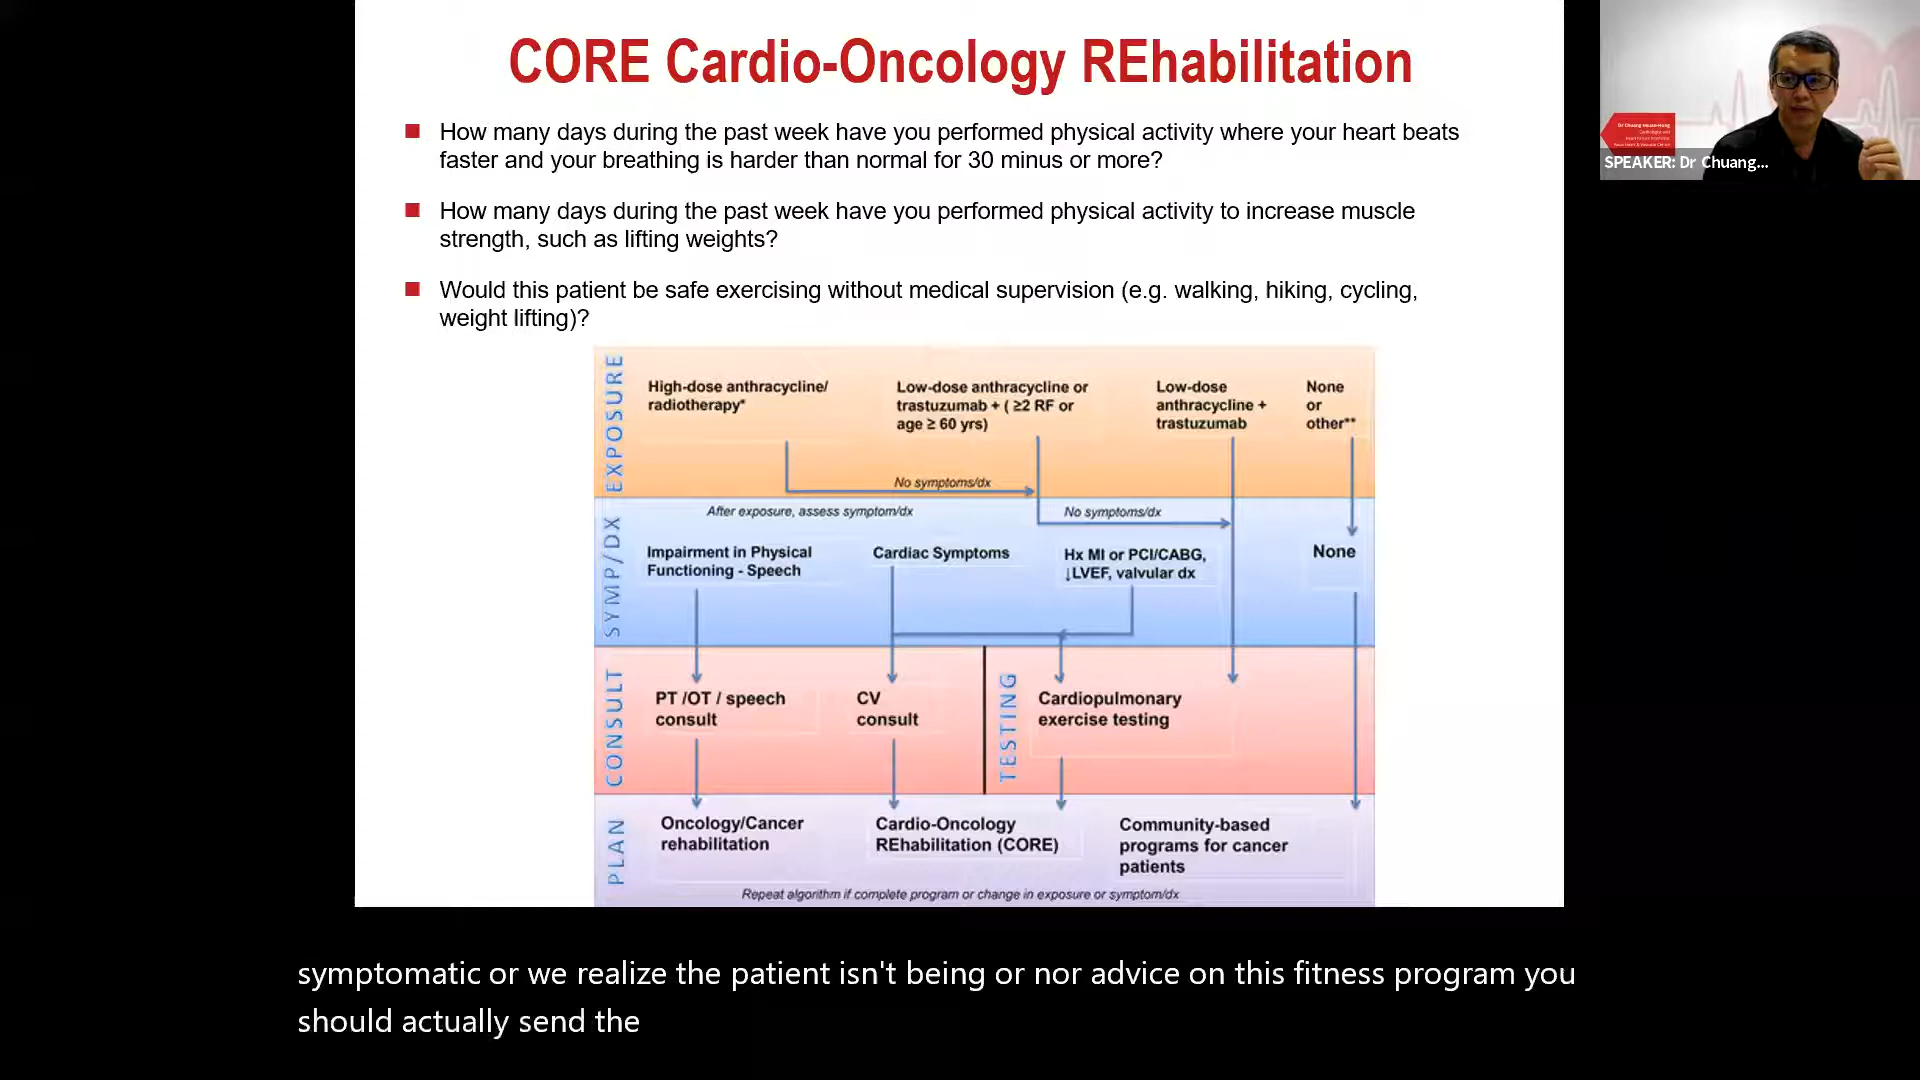 CORE Cardio-Oncology REhabilitation
How many days during the past week have you performed physical activity where your heart beats
faster and your breathing is harder than normal for 30 minus or more?
How many days during the past week have you performed physical activity to increase muscle
strength, such as lifting weights?
Would this patient be safe exercising without medical supervision (e.g. walking, hiking, cycling,
weight lifting)?
EXPOSURE
High-dose anthracycline/
radiotherapy*
Low-dose anthracycline or
trastuzumab + ( ≥2 RF or
age ≥ 60 yrs)
Low-dose
anthracycline +
trastuzumab
None
or
other**
No symptoms/dx
SYMP/DX
After exposure, assess symptom/dx
No symptoms/dx
Impairment in Physical
Functioning - Speech
Cardiac Symptoms
Hx MI or PCI/CABG,
↓LVEF, valvular dx
None
CONSULT
PT /OT / speech
consult
CV
consult
TESTING
Cardiopulmonary
exercise testing
PLAN
Oncology/Cancer
rehabilitation
Cardio-Oncology
REhabilitation (CORE)
Community-based
programs for cancer
patients
Repeat algorithm if complete program or change in exposure or symptom/dx
SPEAKER: Dr Chuang...
symptomatic or we realize the patient isn't being or nor advice on this fitness program you
should actually send the